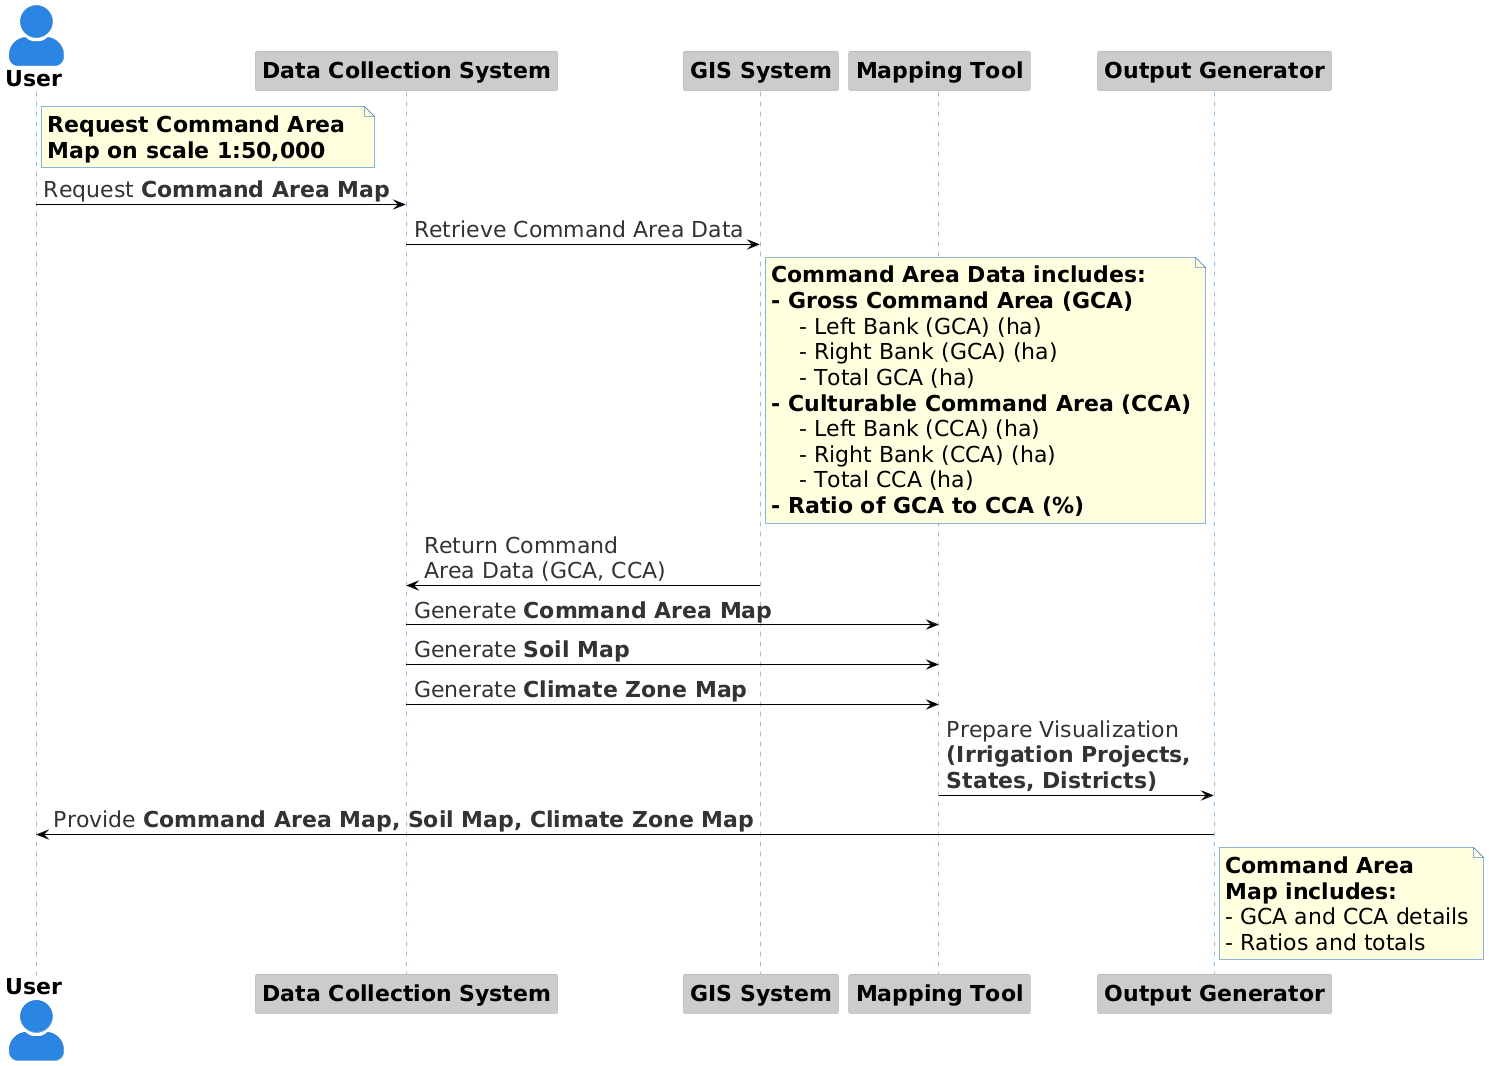 User
Data Collection System
GIS System
Mapping Tool
Output Generator
Request Command Area
Map on scale 1:50,000
Request Command Area Map
Retrieve Command Area Data
Command Area Data includes:
- Gross Command Area (GCA)
- Left Bank (GCA) (ha)
- Right Bank (GCA) (ha)
- Total GCA (ha)
- Culturable Command Area (CCA)
- Left Bank (CCA) (ha)
- Right Bank (CCA) (ha)
- Total CCA (ha)
- Ratio of GCA to CCA (%)
Return Command
Area Data (GCA, CCA)
Generate Command Area Map
Generate Soil Map
Generate Climate Zone Map
Prepare Visualization
(Irrigation Projects,
States, Districts)
Provide Command Area Map, Soil Map, Climate Zone Map
Command Area
Map includes:
- GCA and CCA details
- Ratios and totals
User
Data Collection System
GIS System
Mapping Tool
Output Generator